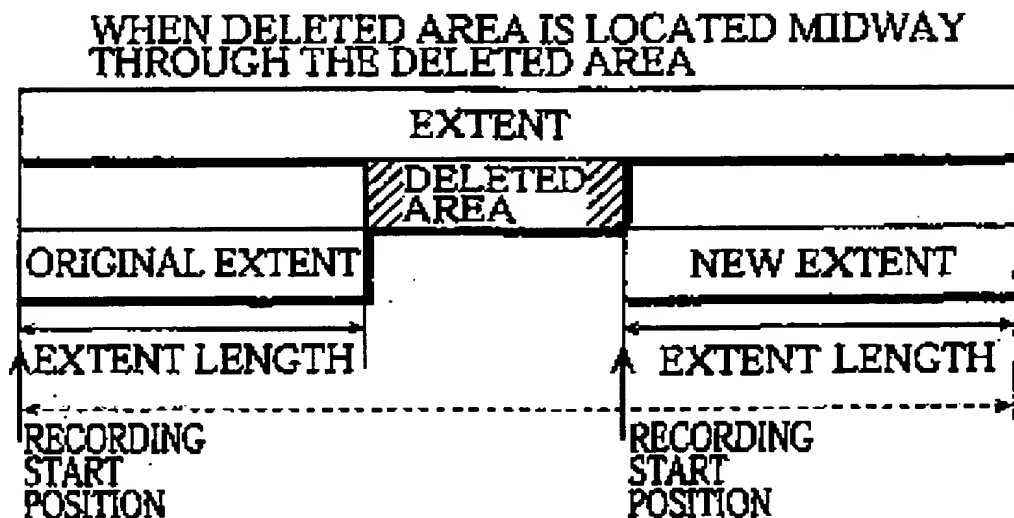 WHEN DELETED AREA IS LOCATED MIDWAY
THROUGH THE DELETED AREA
EXTENT
DELETED
AREA
ORIGINAL EXTENT
NEW EXTENT
EXTENT LENGTH
EXTENT LENGTH
RECORDING
START
POSITION
RECORDING
START
POSITION